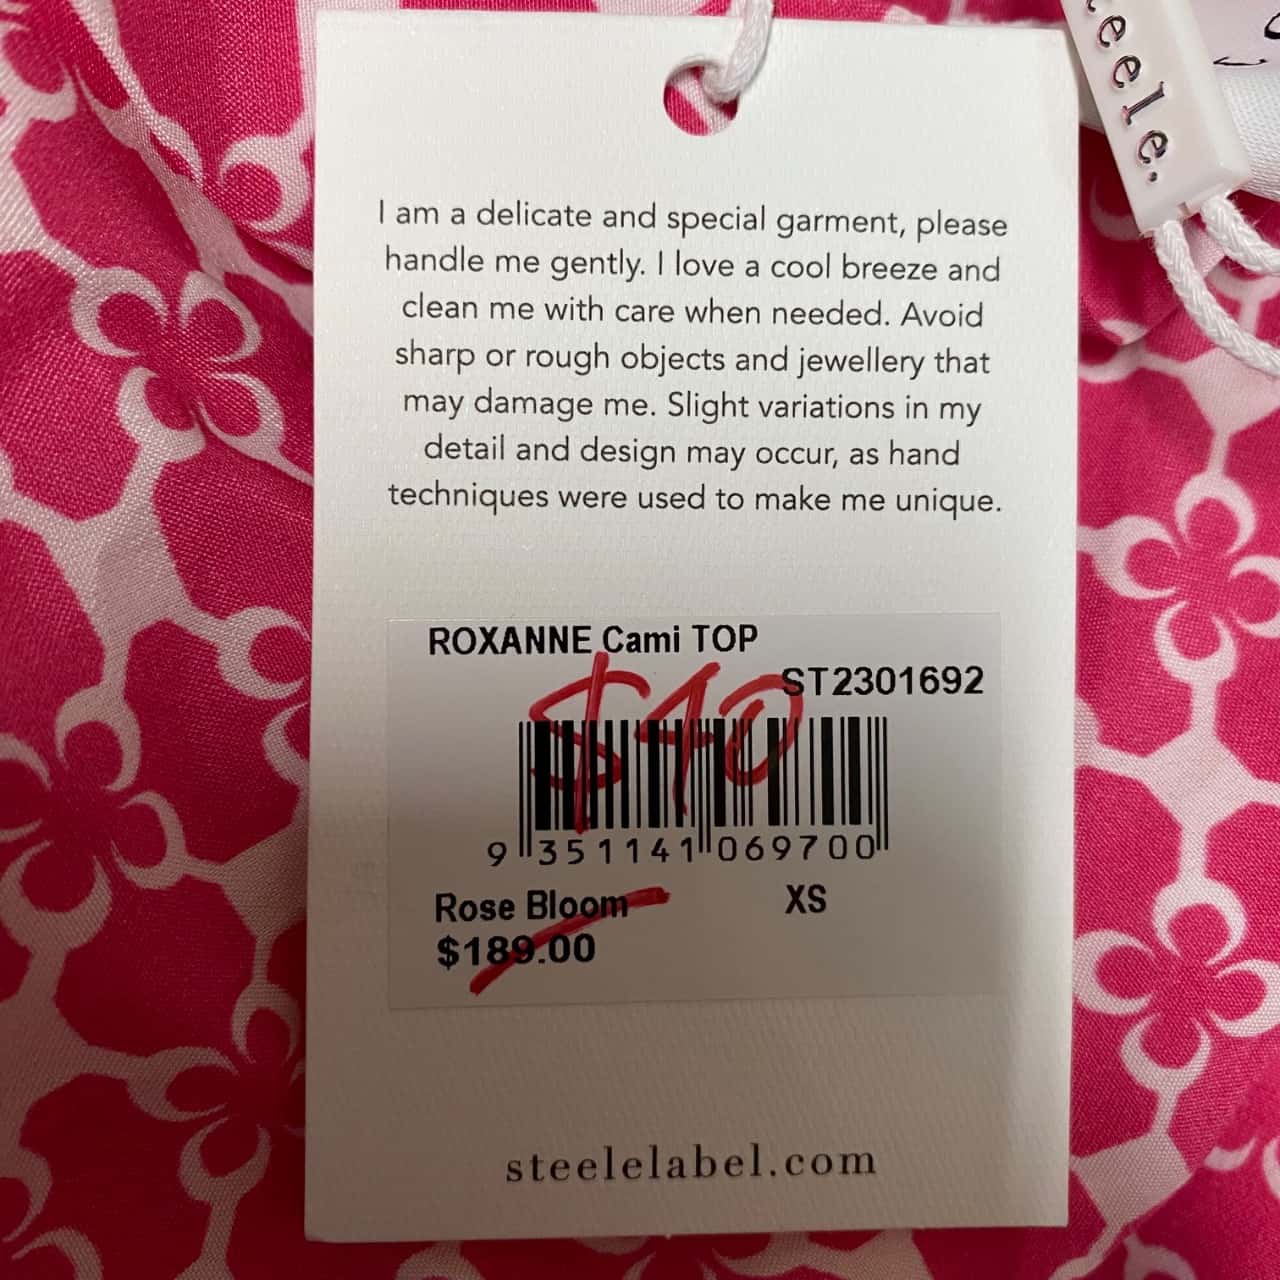 eele.
I am a delicate and special garment, please
handle me gently. I love a cool breeze and
clean me with care when needed. Avoid
sharp or rough objects and jewellery that
may damage me. Slight variations in my
detail and design may occur, as hand
techniques were used to make me unique.
ROXANNE Cami TOP
ST2301692
$40
9 351141 069700
Rose Bloom XS
$189.00
steelelabel.com